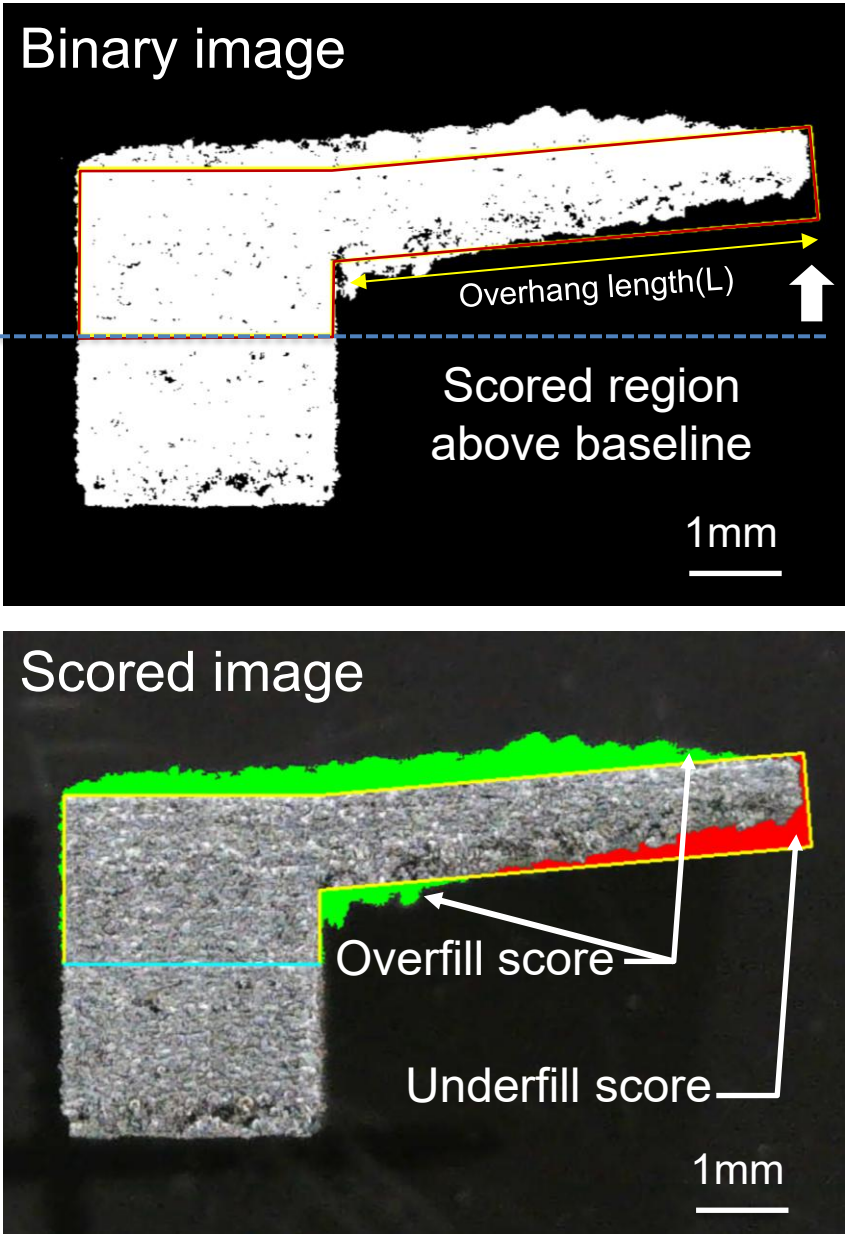 Binary image
Overhang length(L)
Scored region
above baseline
1mm
Scored image
Overfill score
Underfill score
1mm